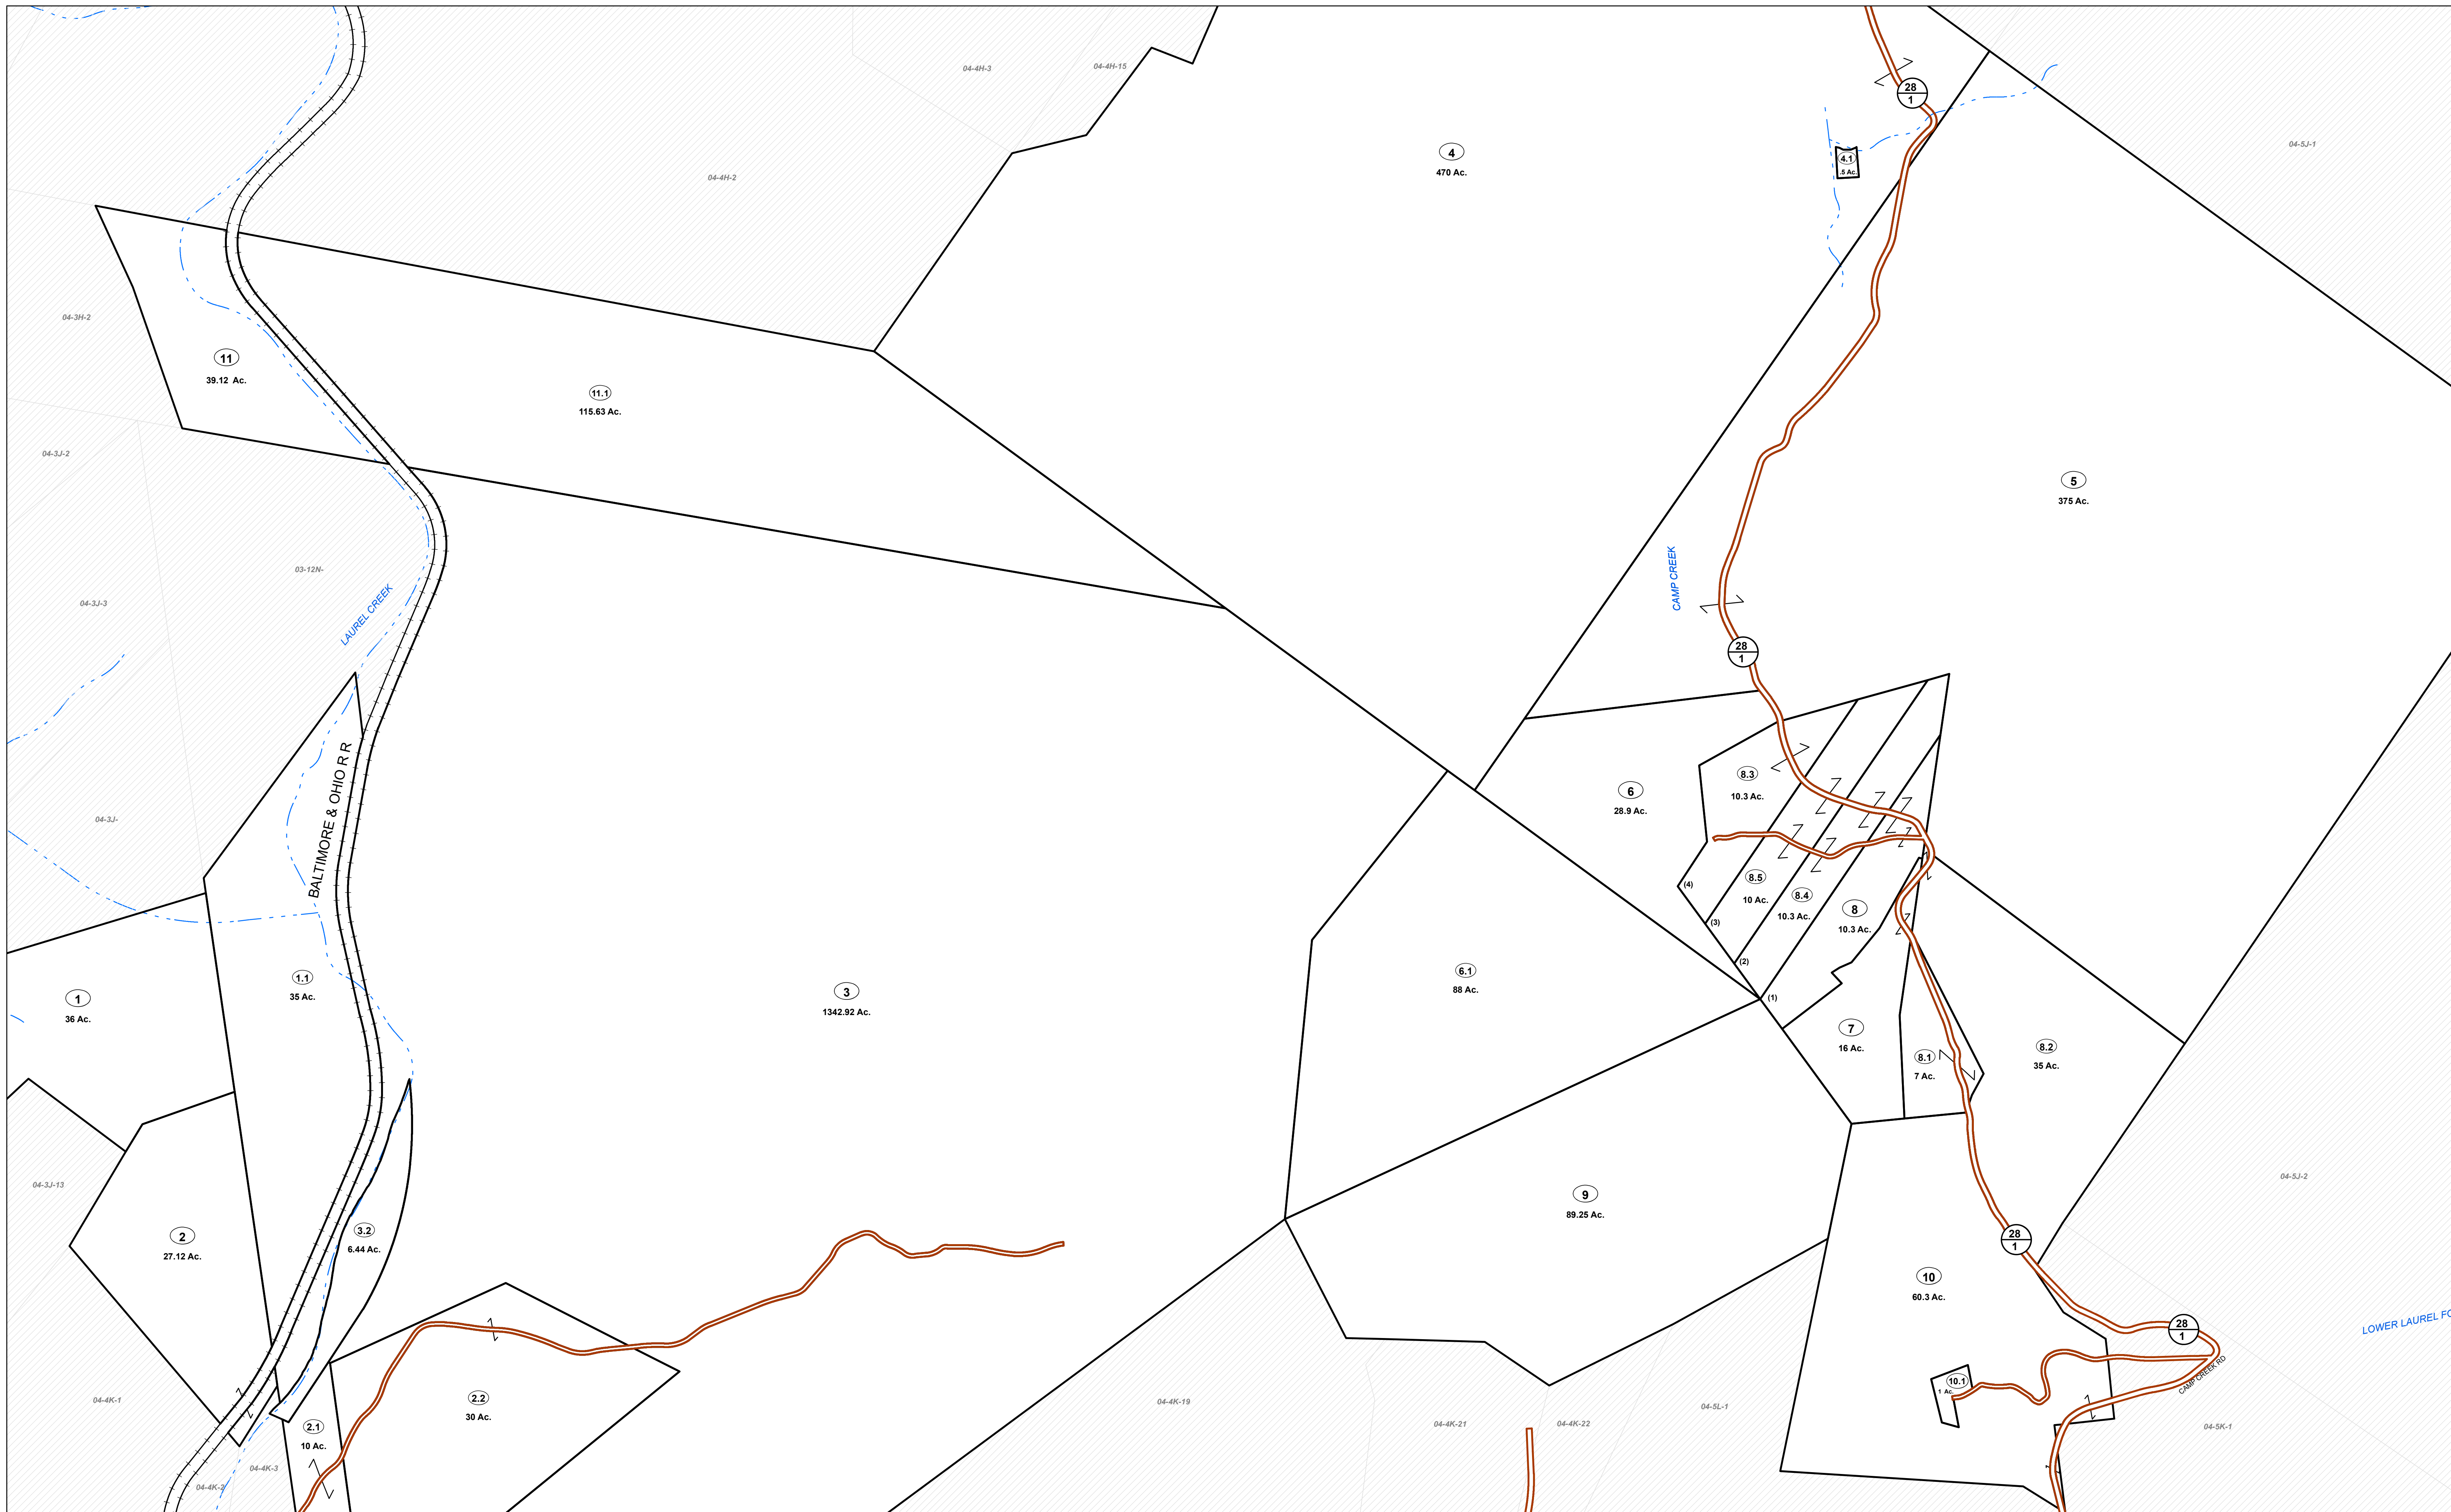 04-4H-3
04-4H-15
28
1
04-5J-1
4
470 Ac.
4.1
.5 Ac.
04-4H-2
04-3H-2
11
39.12 Ac.
11.1
115.63 Ac.
04-3J-2
5
375 Ac.
03-12N-
04-3J-3
LAUREL CREEK
CAMP CREEK
28
1
04-3J-
BALTIMORE & OHIO R R
6
28.9 Ac.
8.3
10.3 Ac.
(4)
8.5
10 Ac.
8.4
10.3 Ac.
8
10.3 Ac.
(3)
(2)
(1)
1
36 Ac.
1.1
35 Ac.
3
1342.92 Ac.
6.1
88 Ac.
7
16 Ac.
8.1
7 Ac.
8.2
35 Ac.
04-3J-13
2
27.12 Ac.
3.2
6.44 Ac.
9
89.25 Ac.
04-5J-2
28
1
10
60.3 Ac.
28
1
LOWER LAUREL FO
CAMP CREEK RD
10.1
1 Ac.
04-4K-1
2.1
10 Ac.
2.2
30 Ac.
04-4K-19
04-4K-21
04-4K-22
04-5L-1
04-5K-1
04-4K-3
04-4K-2